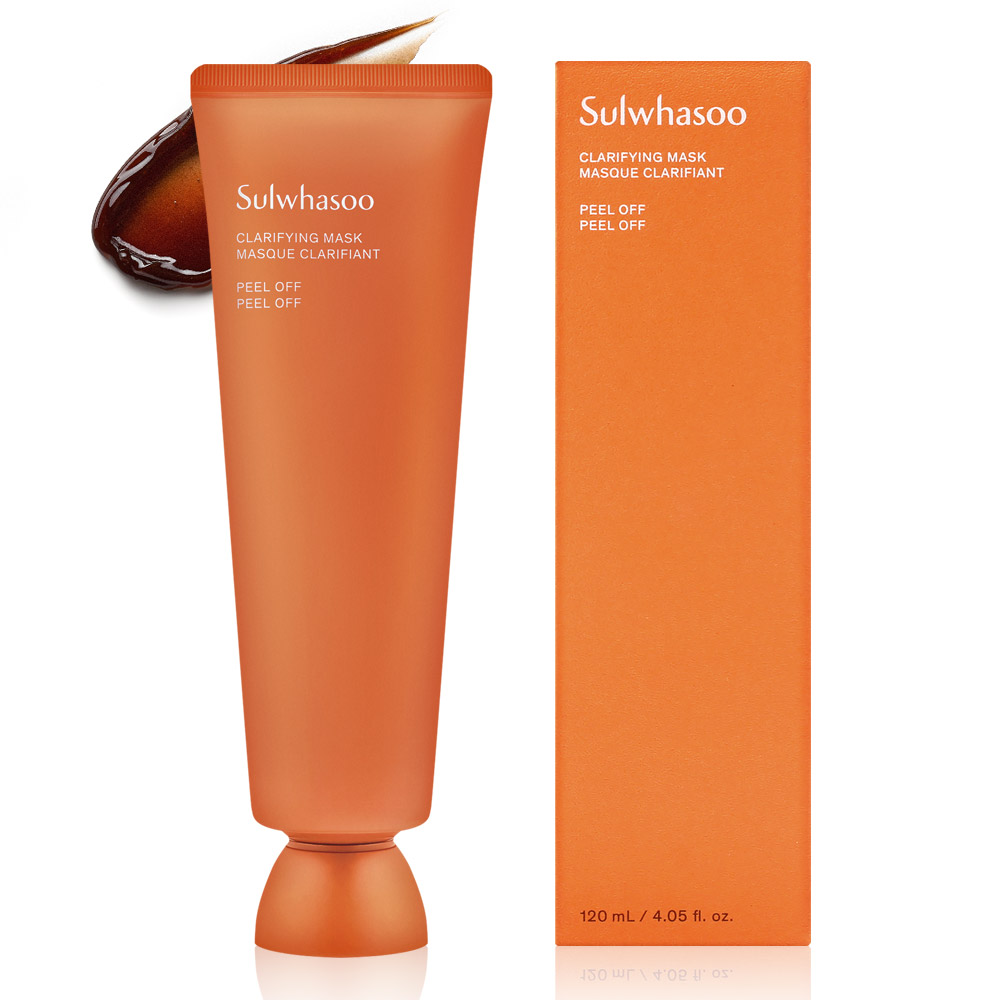 Sulwhasoo
CLARIFYING MASK
MASQUE CLARIFIANT
PEEL OFF
PEEL OFF
Sulwhasoo
CLARIFYING MASK
MASQUE CLARIFIANT
PEEL OFF
PEEL OFF
120 mL / 4.05 fl. oz.